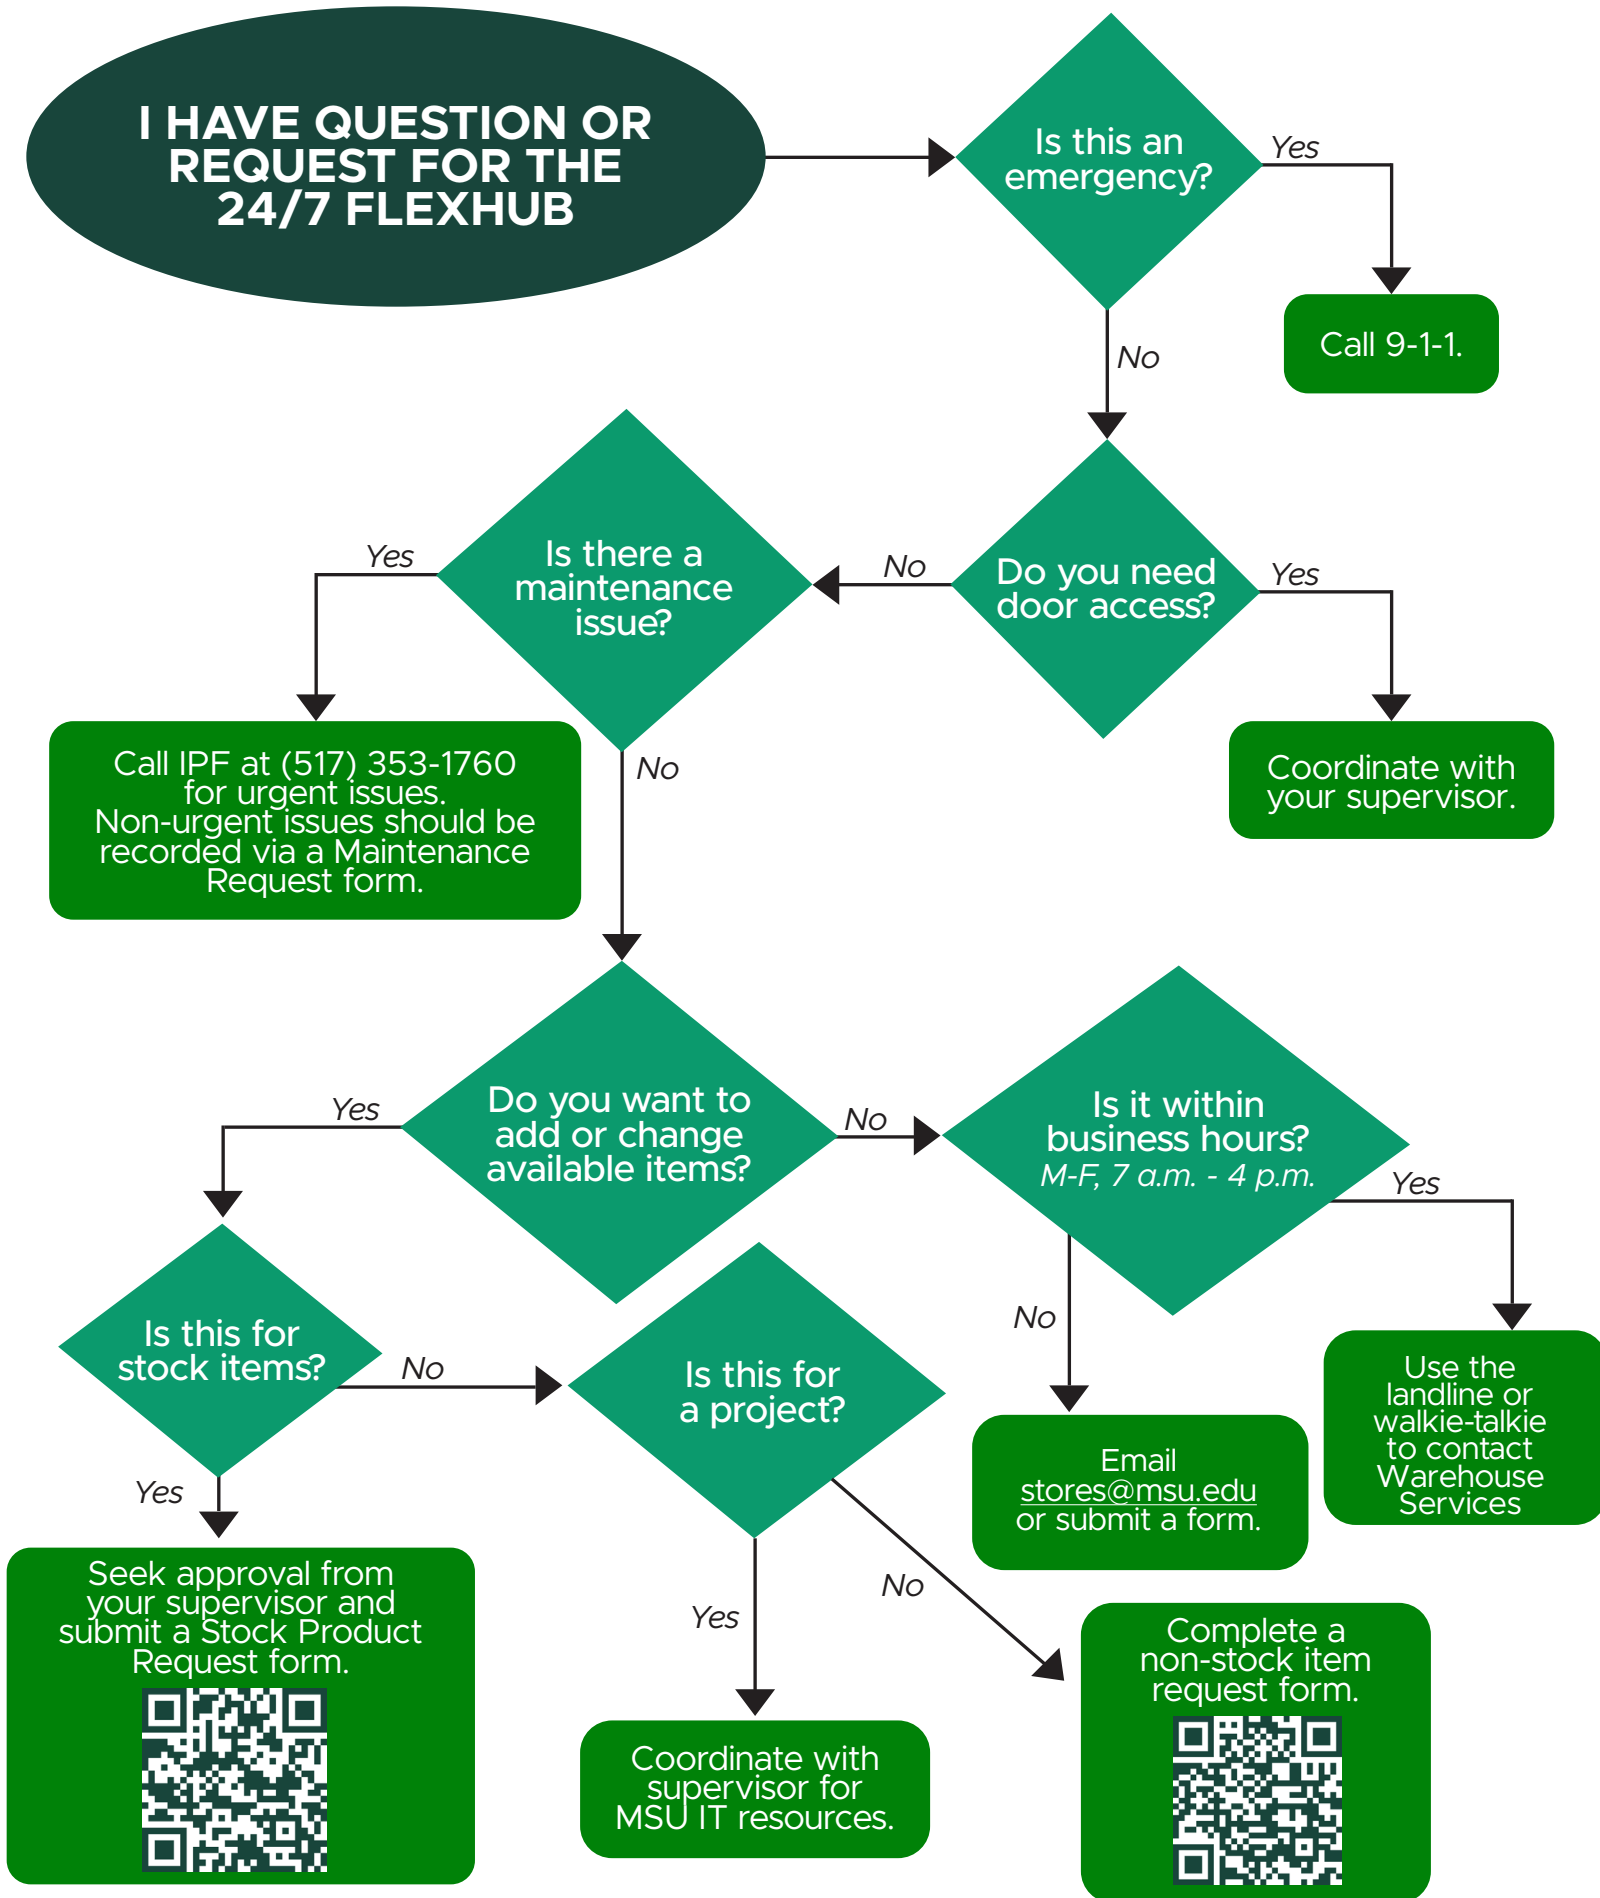 I HAVE QUESTION OR
REQUEST FOR THE
24/7 FLEXHUB
Is this an
emergency?
Yes
Call 9-1-1.
No
Do you need
door access?
Yes
Coordinate with
your supervisor.
No
Is there a
maintenance
issue?
Yes
Call IPF at (517) 353-1760
for urgent issues.
Non-urgent issues should be
recorded via a Maintenance
Request form.
No
Do you want to
add or change
available items?
Yes
No
Is it within
business hours?
M-F, 7 a.m. - 4 p.m.
Yes
Use the
landline or
walkie-talkie
to contact
Warehouse
Services
No
Email
stores@msu.edu
or submit a form.
Is this for
stock items?
No
Is this for
a project?
Yes
Seek approval from
your supervisor and
submit a Stock Product
Request form.
Yes
Coordinate with
supervisor for
MSU IT resources.
No
Complete a
non-stock item
request form.